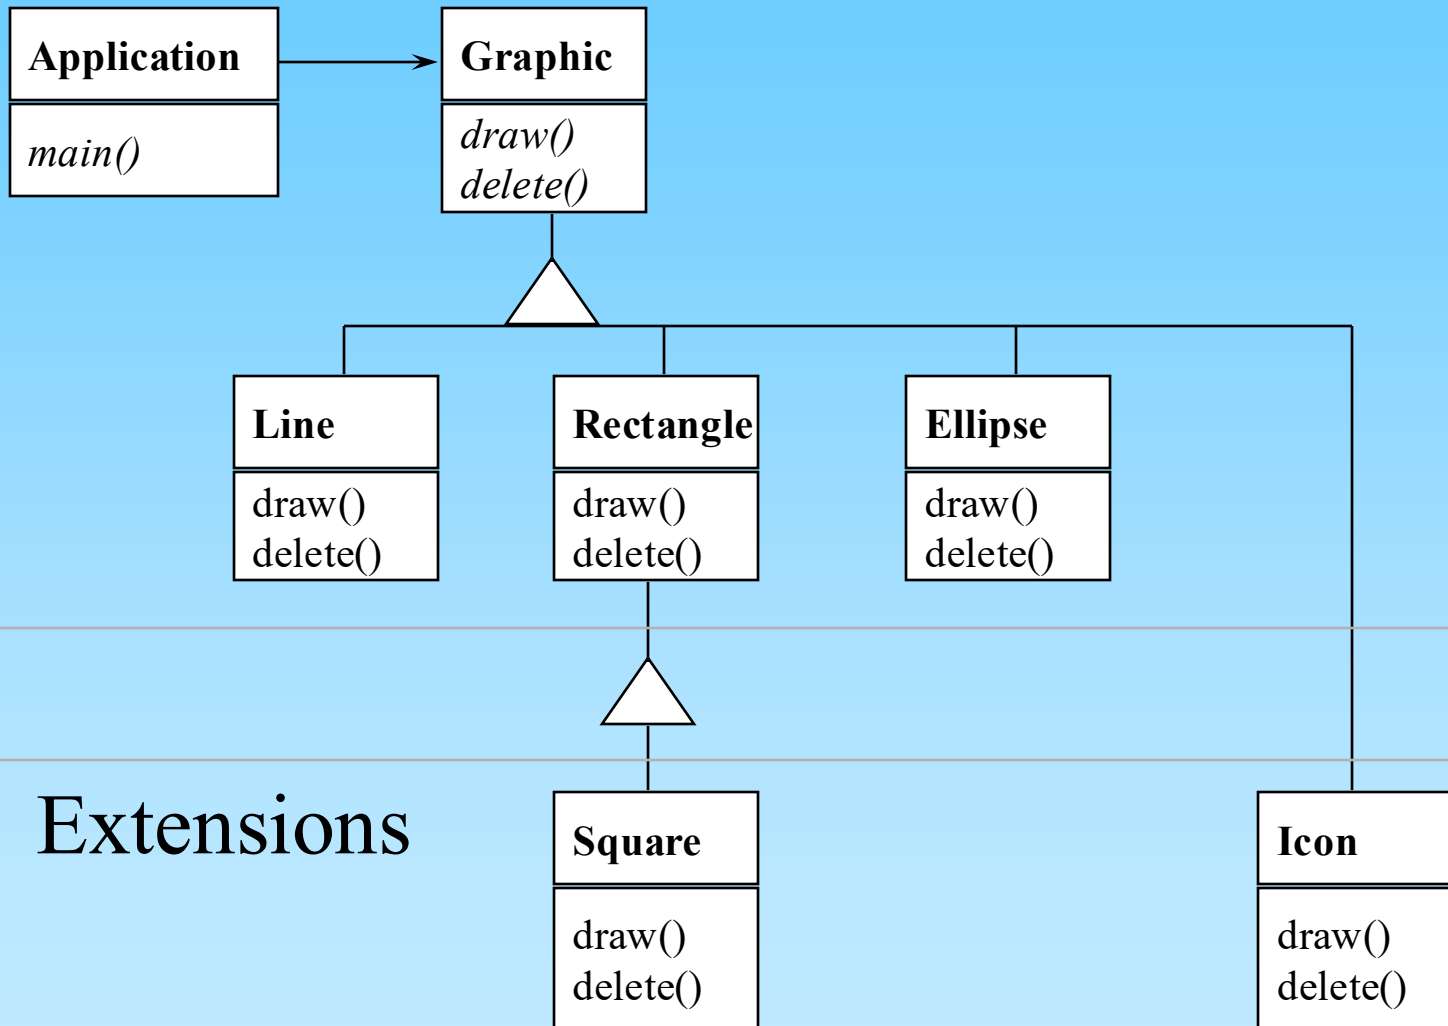 Application
main()
Graphic
draw()
delete()
Line
draw()
delete()
Rectangle
draw()
delete()
Ellipse
draw()
delete()
Extensions
Square
draw()
delete()
Icon
draw()
delete()